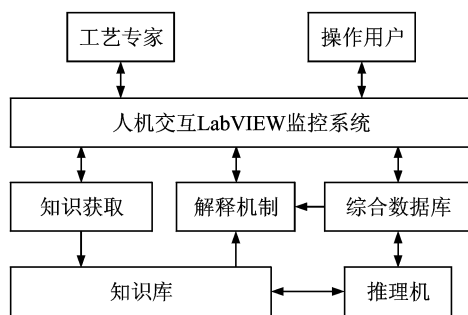 工艺专家
操作用户
人机交互LabVIEW监控系统
知识获取
解释机制
综合数据库
知识库
推理机